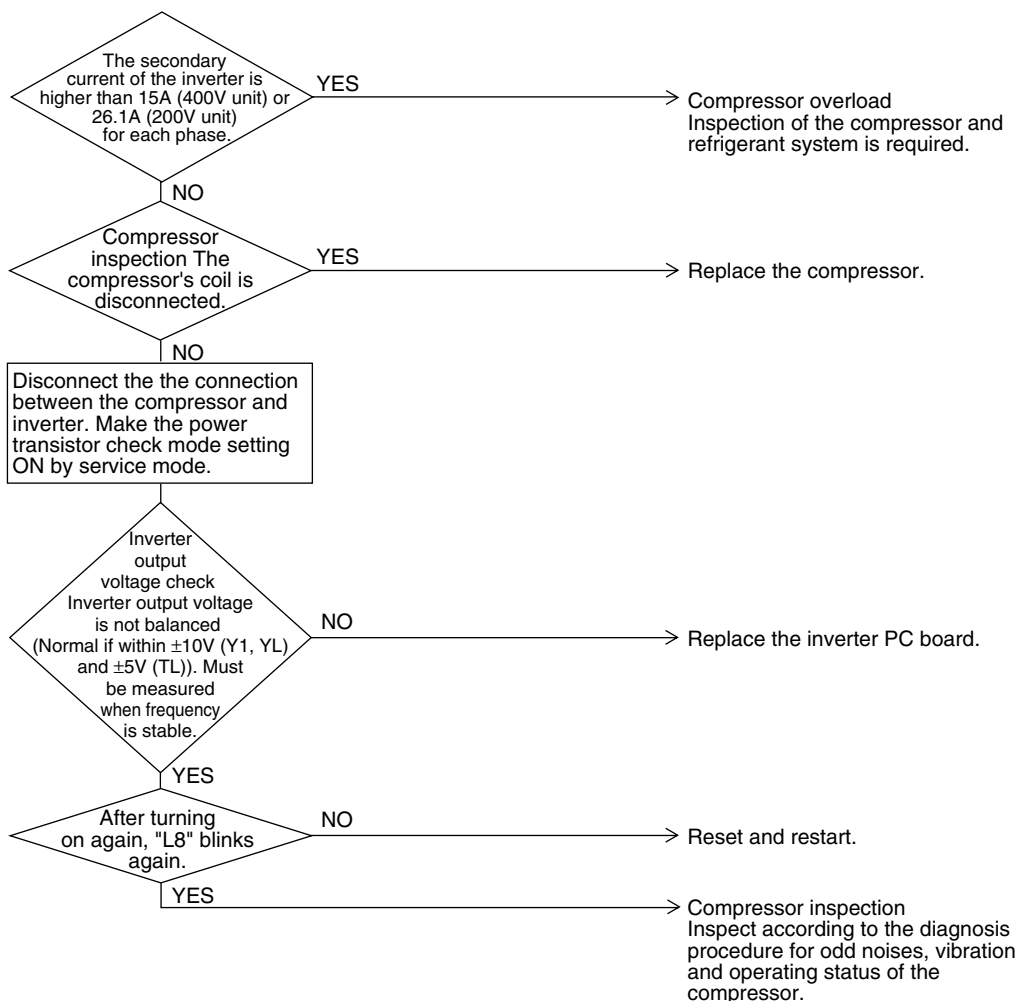 The secondary
current of the inverter is
higher than 15A (400V unit) or
26.1A (200V unit)
for each phase.
YES
Compressor overload
Inspection of the compressor and
refrigerant system is required.
NO
Compressor
inspection The
compressor's coil is
disconnected.
YES
Replace the compressor.
NO
Disconnect the the connection
between the compressor and
inverter. Make the power
transistor check mode setting
ON by service mode.
Inverter
output
voltage check
Inverter output voltage
is not balanced
(Normal if within ±10V (Y1, YL)
and ±5V (TL)). Must
be measured
when frequency
is stable.
NO
Replace the inverter PC board.
YES
After turning
on again, "L8" blinks
again.
NO
Reset and restart.
YES
Compressor inspection
Inspect according to the diagnosis
procedure for odd noises, vibration
and operating status of the
compressor.